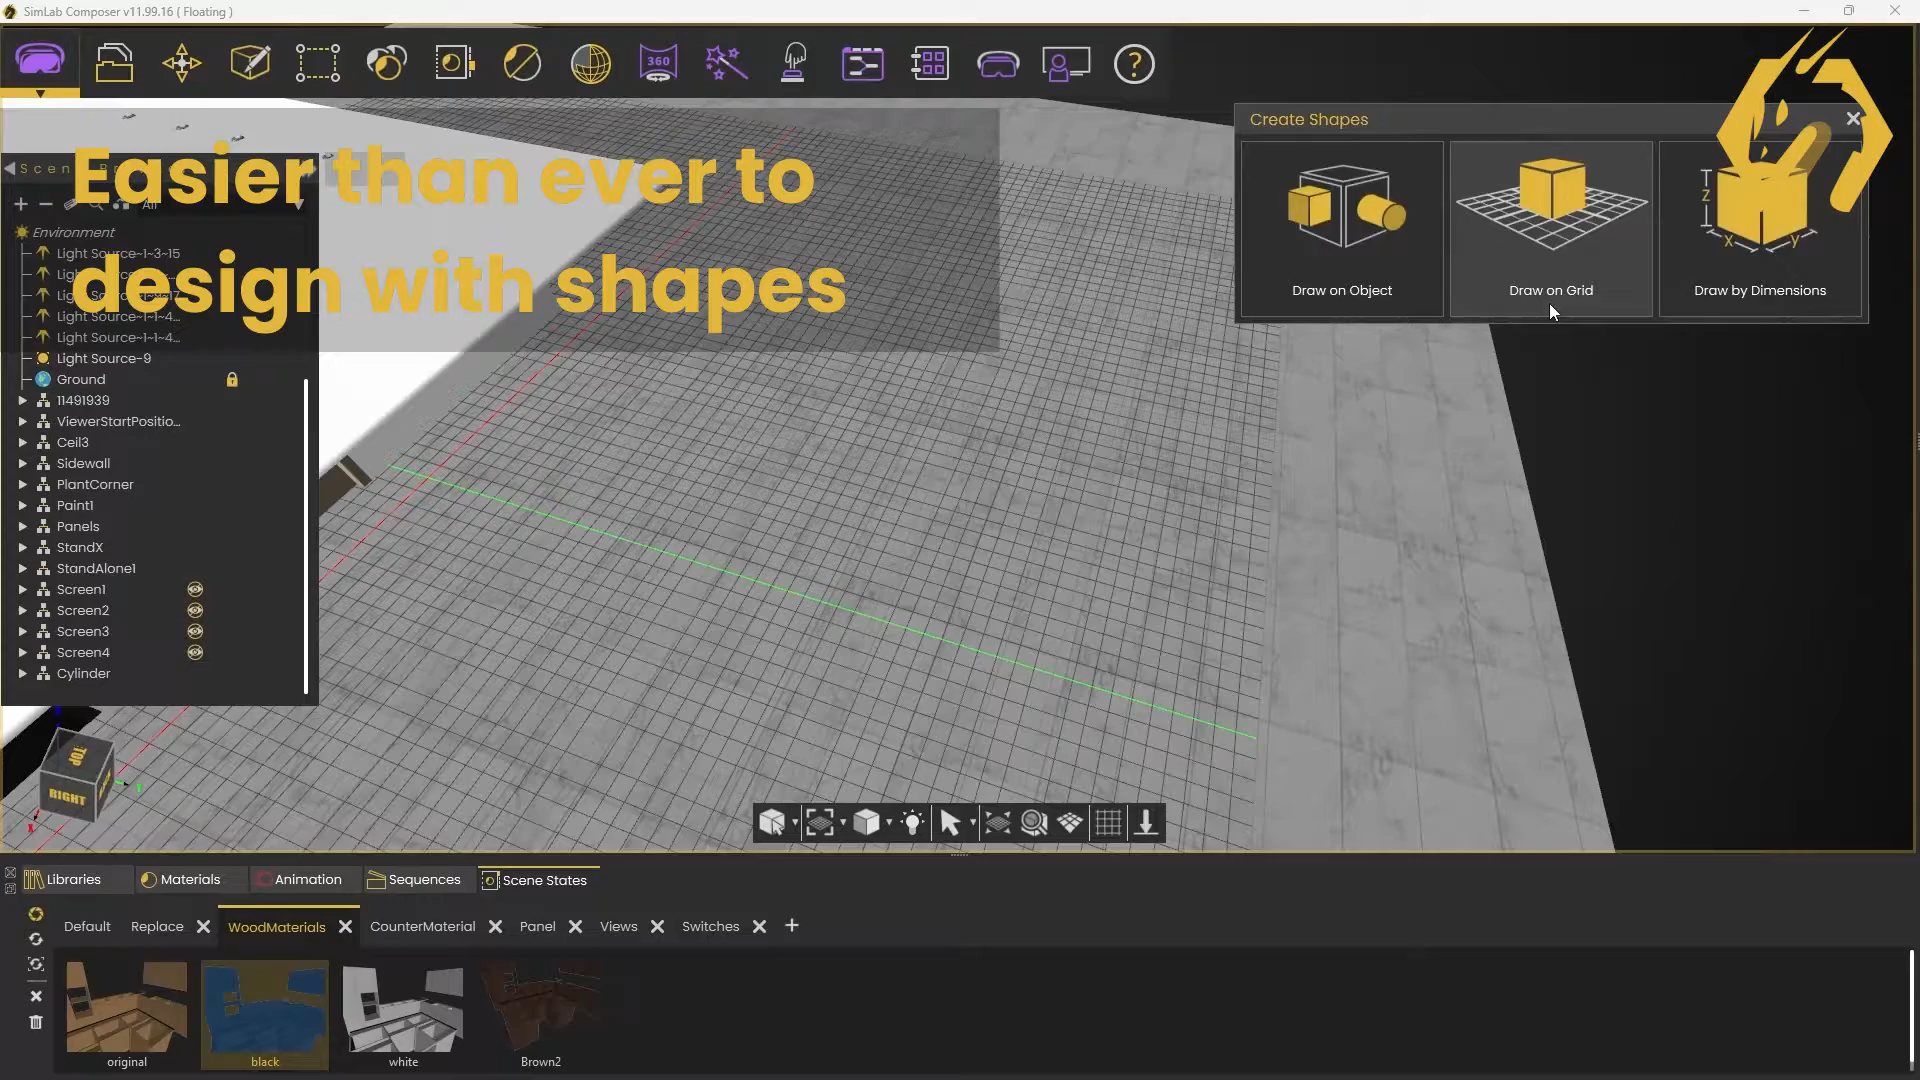 SimLab Composer v11.99.16 ( Floating )
360
?
Easier than ever to
design with shapes
Create Shapes
Draw on Object
Draw on Grid
Draw by Dimensions
Z
X
y
Scen
All
Environment
Light Source~1~3~15
Light Source~1~1~4...
Light Source~1~1~4...
Light Source-9
Ground
11491939
ViewerStartPositio...
Ceil3
Sidewall
PlantCorner
Paint1
Panels
StandX
StandAlone1
Screen1
Screen2
Screen3
Screen4
Cylinder
TOP
RIGHT
X
Y
Libraries
Materials
Animation
Sequences
Scene States
Default
Replace
WoodMaterials
CounterMaterial
Panel
Views
Switches
original
black
white
Brown2